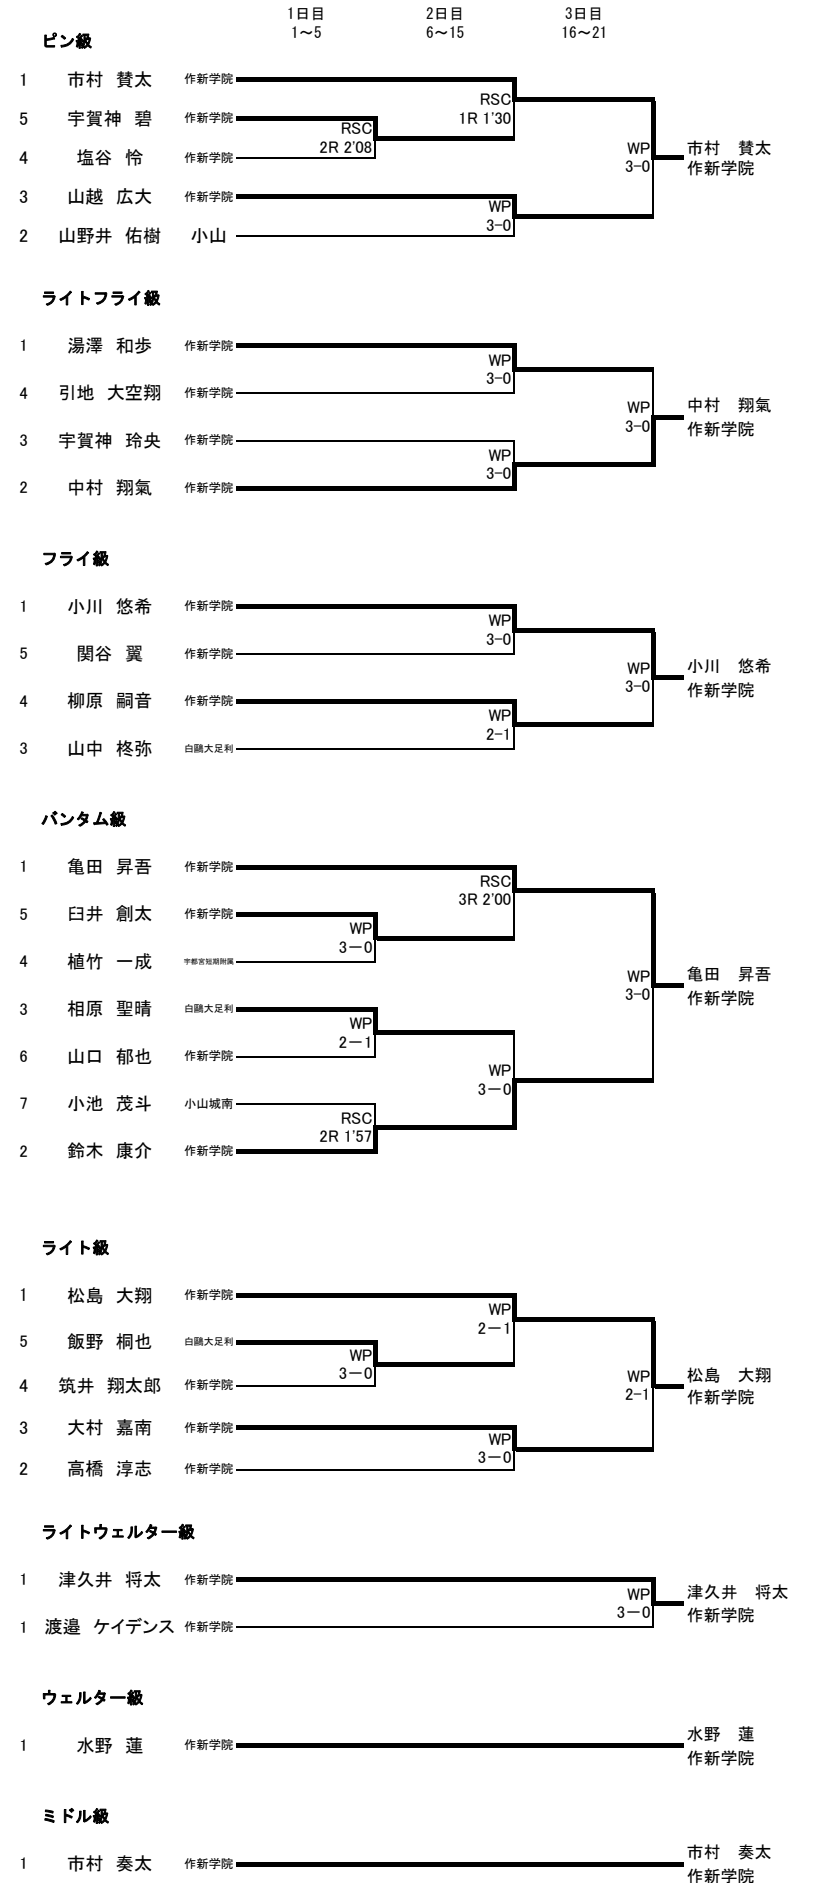 1日目 2日目 3日目
1～5 6～15 16～21
ピン級
1 市村 賛太 作新学院
RSC
1R 1'30
5 宇賀神 碧 作新学院
RSC
2R 2'08
4 塩谷 怜 作新学院
WP
3-0
市村 賛太
作新学院
3 山越 広大 作新学院
WP
3-0
2 山野井 佑樹 小山
ライトフライ級
1 湯澤 和歩 作新学院
WP
3-0
4 引地 大空翔 作新学院
WP
3-0
中村 翔氣
作新学院
3 宇賀神 玲央 作新学院
WP
3-0
2 中村 翔氣 作新学院
フライ級
1 小川 悠希 作新学院
WP
3-0
5 関谷 翼 作新学院
WP
3-0
小川 悠希
作新学院
4 柳原 嗣音 作新学院
WP
2-1
3 山中 柊弥 白鷗大足利
バンタム級
1 亀田 昇吾 作新学院
RSC
3R 2'00
5 臼井 創太 作新学院
WP
3－0
4 植竹 一成 宇都宮短期附属
WP
3-0
亀田 昇吾
作新学院
3 相原 聖晴 白鷗大足利
WP
2－1
6 山口 郁也 作新学院
WP
3－0
7 小池 茂斗 小山城南
RSC
2R 1'57
2 鈴木 康介 作新学院
ライト級
1 松島 大翔 作新学院
WP
2－1
5 飯野 桐也 白鷗大足利
WP
3－0
4 筑井 翔太郎 作新学院
WP
2-1
松島 大翔
作新学院
3 大村 嘉南 作新学院
WP
3－0
2 高橋 淳志 作新学院
ライトウェルター級
1 津久井 将太 作新学院
WP
3－0
津久井 将太
作新学院
1 渡邉 ケイデンス 作新学院
ウェルター級
1 水野 蓮 作新学院
水野 蓮
作新学院
ミドル級
1 市村 奏太 作新学院
市村 奏太
作新学院